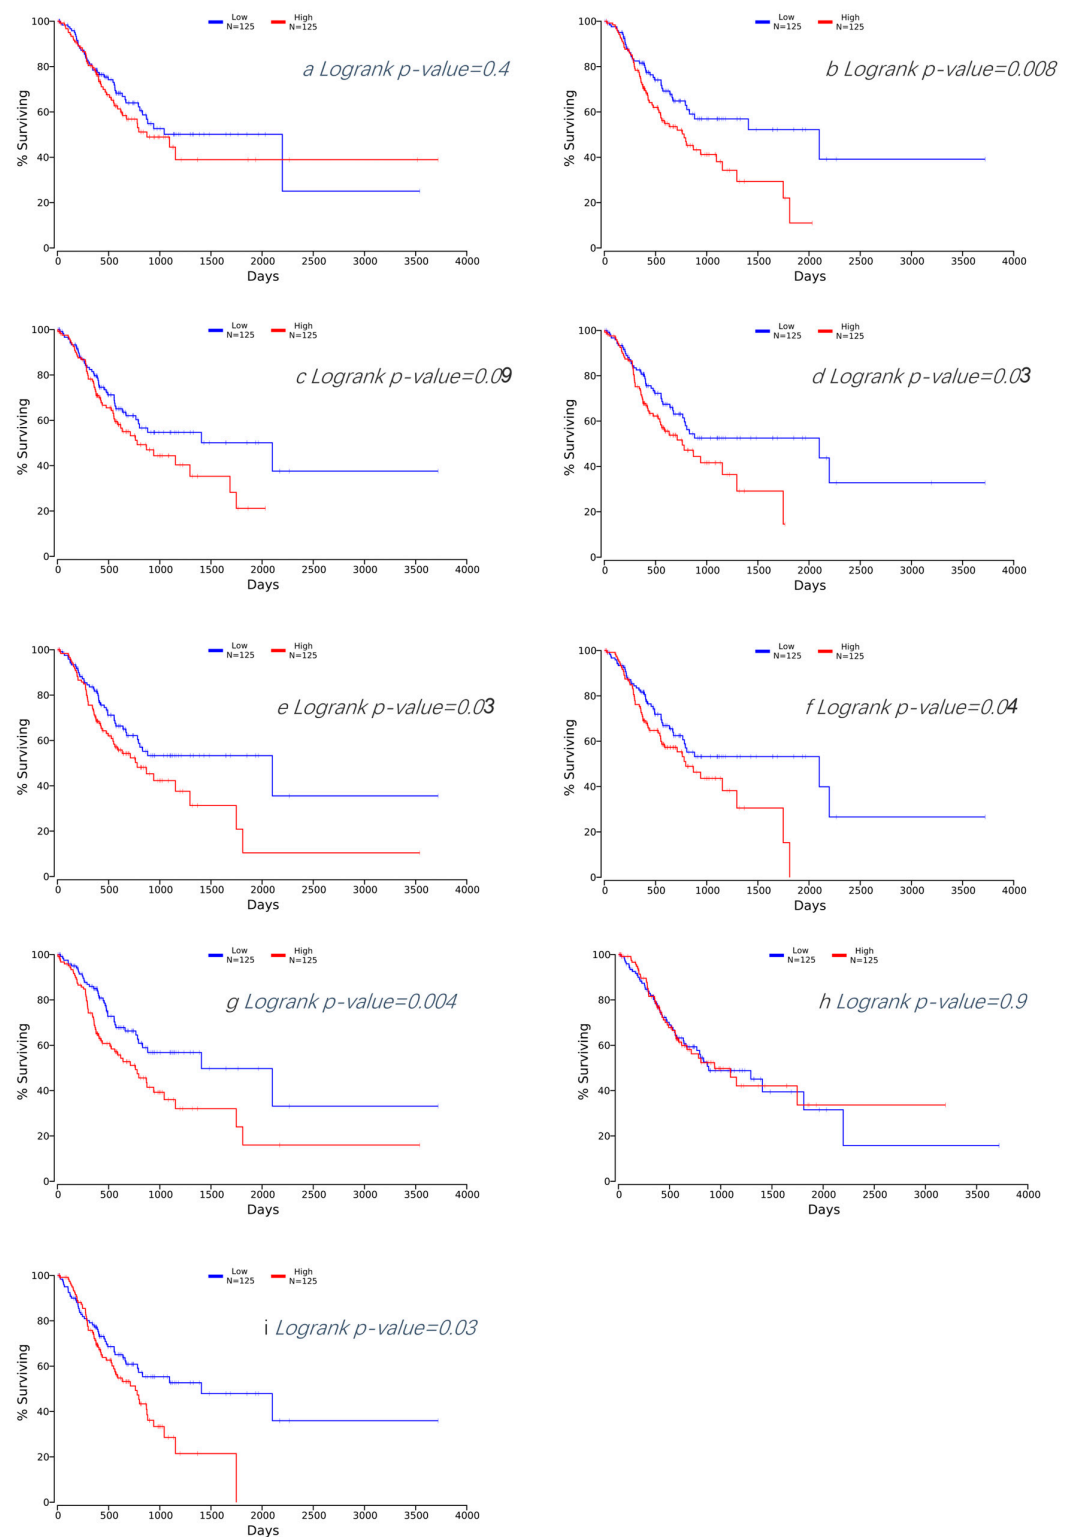 Low High
N=125 N=125
a Logrank p-value=0.4
% Surviving
100
80
60
40
20
0
0 500 1000 1500 2000 2500 3000 3500 4000
Days
Low High
N=125 N=125
b Logrank p-value=0.008
% Surviving
100
80
60
40
20
0
0 500 1000 1500 2000 2500 3000 3500 4000
Days
Low High
N=125 N=125
c Logrank p-value=0.09
% Surviving
100
80
60
40
20
0
0 500 1000 1500 2000 2500 3000 3500 4000
Days
Low High
N=125 N=125
d Logrank p-value=0.03
% Surviving
100
80
60
40
20
0
0 500 1000 1500 2000 2500 3000 3500 4000
Days
Low High
N=125 N=125
e Logrank p-value=0.03
% Surviving
100
80
60
40
20
0
0 500 1000 1500 2000 2500 3000 3500 4000
Days
Low High
N=125 N=125
f Logrank p-value=0.04
% Surviving
100
80
60
40
20
0
0 500 1000 1500 2000 2500 3000 3500 4000
Days
Low High
N=125 N=125
g Logrank p-value=0.004
% Surviving
100
80
60
40
20
0
0 500 1000 1500 2000 2500 3000 3500 4000
Days
Low High
N=125 N=125
h Logrank p-value=0.9
% Surviving
100
80
60
40
20
0
0 500 1000 1500 2000 2500 3000 3500 4000
Days
Low High
N=125 N=125
i Logrank p-value=0.03
% Surviving
100
80
60
40
20
0
0 500 1000 1500 2000 2500 3000 3500 4000
Days